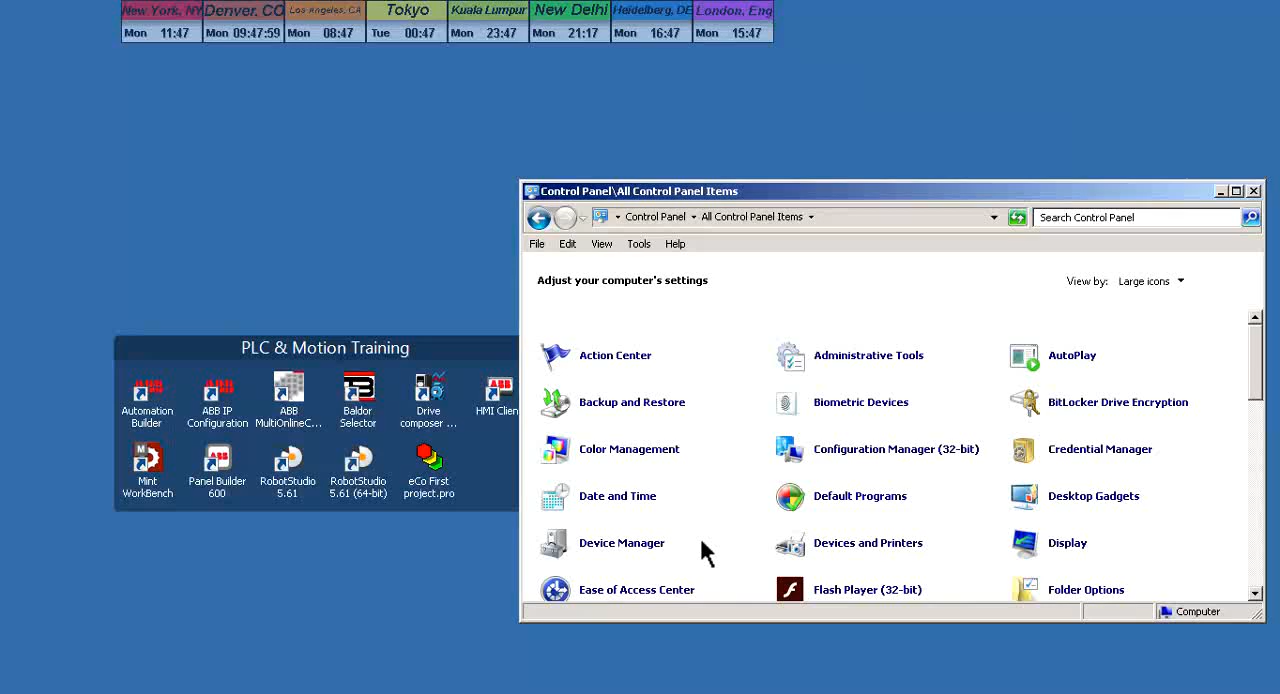 New York, NY Denver, CO Los Angeles, CA Tokyo Kuala Lumpur New Delhi Heidelberg, DE London, Eng
Mon 11:47 Mon 09:47:59 Mon 08:47 Tue 00:47 Mon 23:47 Mon 21:17 Mon 16:47 Mon 15:47
Control Panel\All Control Panel Items
Control Panel All Control Panel Items Search Control Panel
File Edit View Tools Help
Adjust your computer's settings View by: Large icons
Action Center Administrative Tools AutoPlay
Backup and Restore Biometric Devices BitLocker Drive Encryption
Color Management Configuration Manager (32-bit) Credential Manager
Date and Time Default Programs Desktop Gadgets
Device Manager Devices and Printers Display
Ease of Access Center Flash Player (32-bit) Folder Options
Computer
PLC & Motion Training
Automation Builder
ABB IP Configuration
ABB MultiOnlineC...
Baldor Selector
Drive composer ...
HMI Clien
Mint WorkBench
Panel Builder 600
RobotStudio 5.61
RobotStudio 5.61 (64-bit)
eCo First project.pro